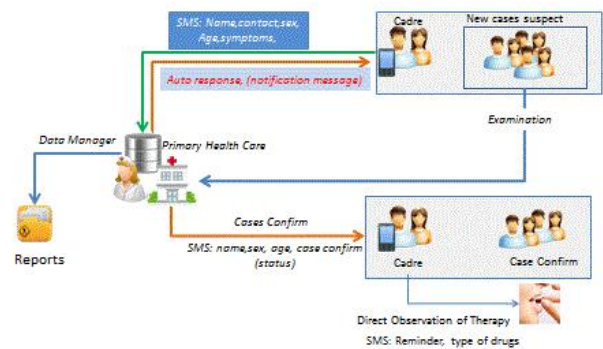 SMS: Name,contact,sex,
Age,symptoms,
Cadre
New cases suspect
Auto response, (notification message)
Examination
Data Manager
Primary Health Care
Reports
Cases Confirm
SMS: name,sex, age, case confirm
(status)
Cadre
Case Confirm
Direct Observation of Therapy
SMS: Reminder, type of drugs